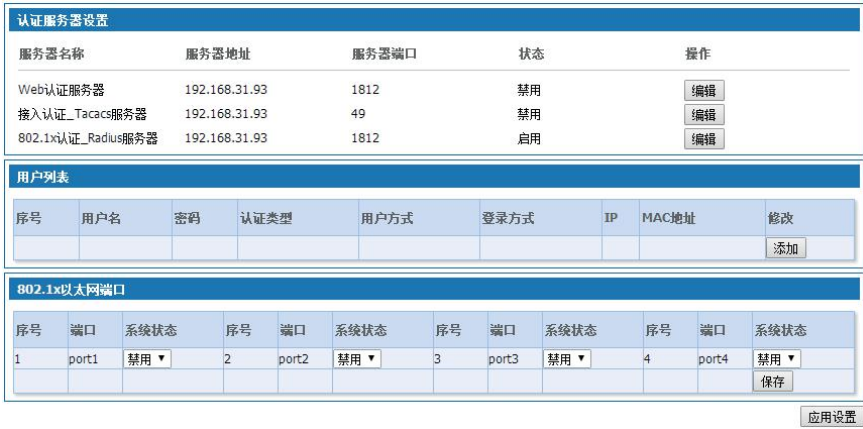 认证服务器设置
服务器名称 服务器地址 服务器端口 状态 操作
Web认证服务器 192.168.31.93 1812 禁用 编辑
接入认证_Tacacs服务器 192.168.31.93 49 禁用 编辑
802.1x认证_Radius服务器 192.168.31.93 1812 启用 编辑
用户列表
序号 用户名 密码 认证类型 用户方式 登录方式 IP MAC地址 修改
添加
802.1x以太网端口
序号 端口 系统状态 序号 端口 系统状态 序号 端口 系统状态 序号 端口 系统状态
1 port1 禁用 2 port2 禁用 3 port3 禁用 4 port4 禁用
保存
应用设置